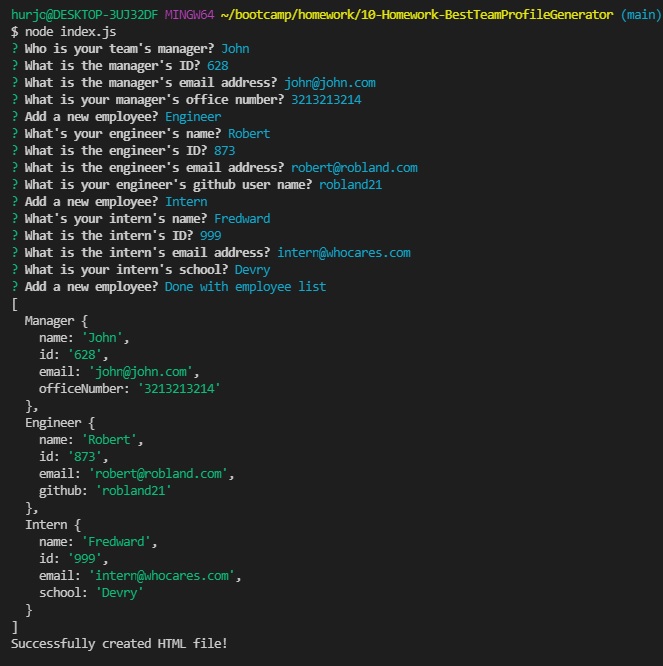 hurjc@DESKTOP-3UJ32DF MINGW64 ~/bootcamp/homework/10-Homework-BestTeamProfileGenerator (main)
$ node index.js
? Who is your team's manager? John
? What is the manager's ID? 628
? What is the manager's email address? john@john.com
? What is your manager's office number? 3213213214
? Add a new employee? Engineer
? What's your engineer's name? Robert
? What is the engineer's ID? 873
? What is the engineer's email address? robert@robland.com
? What is your engineer's github user name? robland21
? Add a new employee? Intern
? What's your intern's name? Fredward
? What is the intern's ID? 999
? What is the intern's email address? intern@whocares.com
? What is your intern's school? Devry
? Add a new employee? Done with employee list
[
  Manager {
    name: 'John',
    id: '628',
    email: 'john@john.com',
    officeNumber: '3213213214'
  },
  Engineer {
    name: 'Robert',
    id: '873',
    email: 'robert@robland.com',
    github: 'robland21'
  },
  Intern {
    name: 'Fredward',
    id: '999',
    email: 'intern@whocares.com',
    school: 'Devry'
  }
]
Successfully created HTML file!